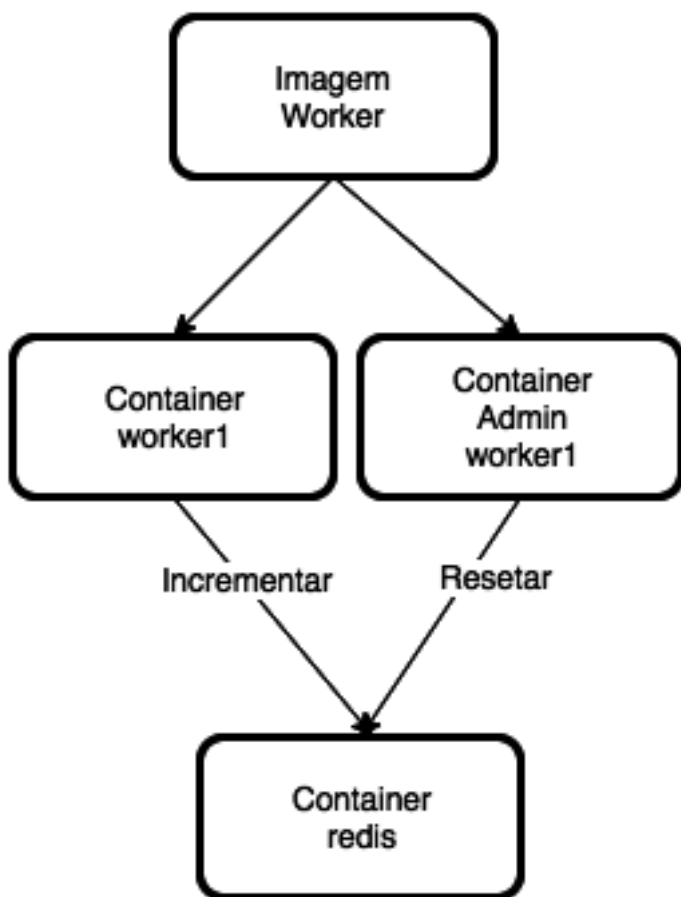 Imagem
Worker
Container
worker1
Container
Admin
worker1
Incrementar
Resetar
Container
redis